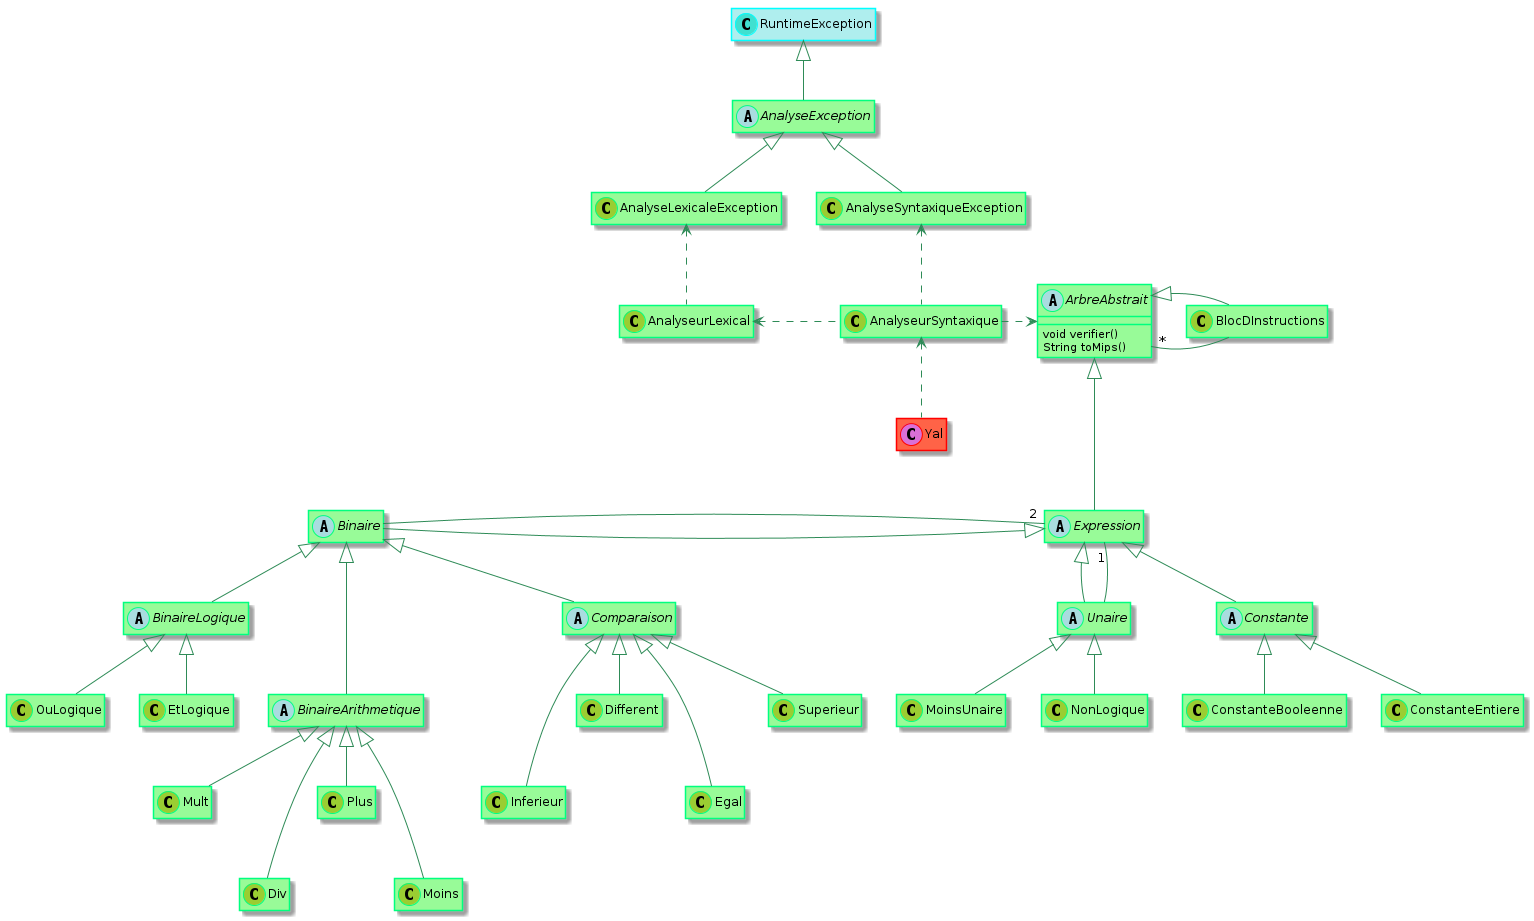 C RuntimeException
A AnalyseException
C AnalyseLexicaleException
C AnalyseSyntaxiqueException
A ArbreAbstrait
void verifier()
String toMips()
C AnalyseurLexical
C AnalyseurSyntaxique
C BlocDInstructions
*
C Yal
A Binaire
2
A Expression
1
A BinaireLogique
A Comparaison
A Unaire
A Constante
C OuLogique
C EtLogique
A BinaireArithmetique
C Different
C Superieur
C MoinsUnaire
C NonLogique
C ConstanteBooleenne
C ConstanteEntiere
C Mult
C Plus
C Inferieur
C Egal
C Div
C Moins